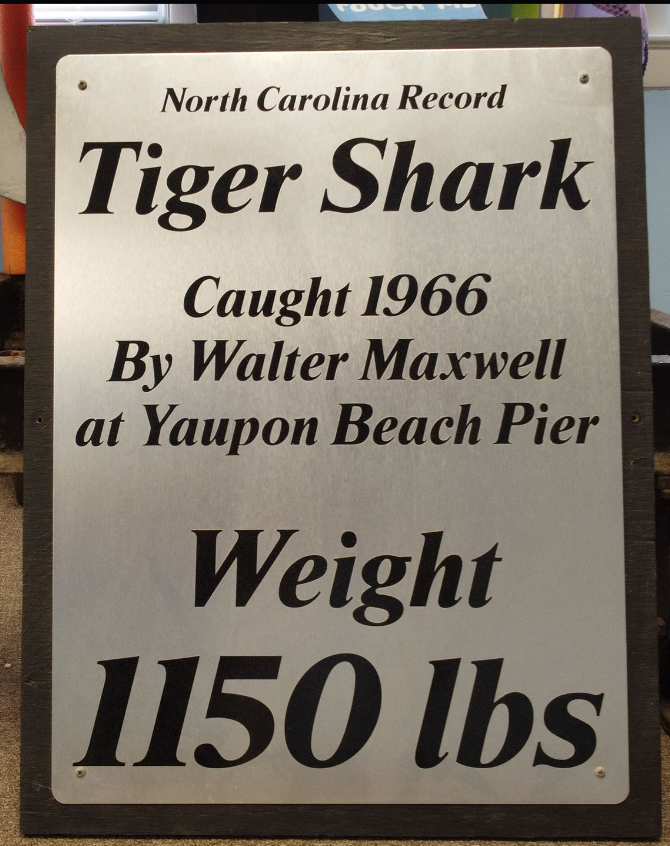 North Carolina Record
Tiger Shark
Caught 1966
By Walter Maxwell
at Yaupon Beach Pier
Weight
1150 lbs